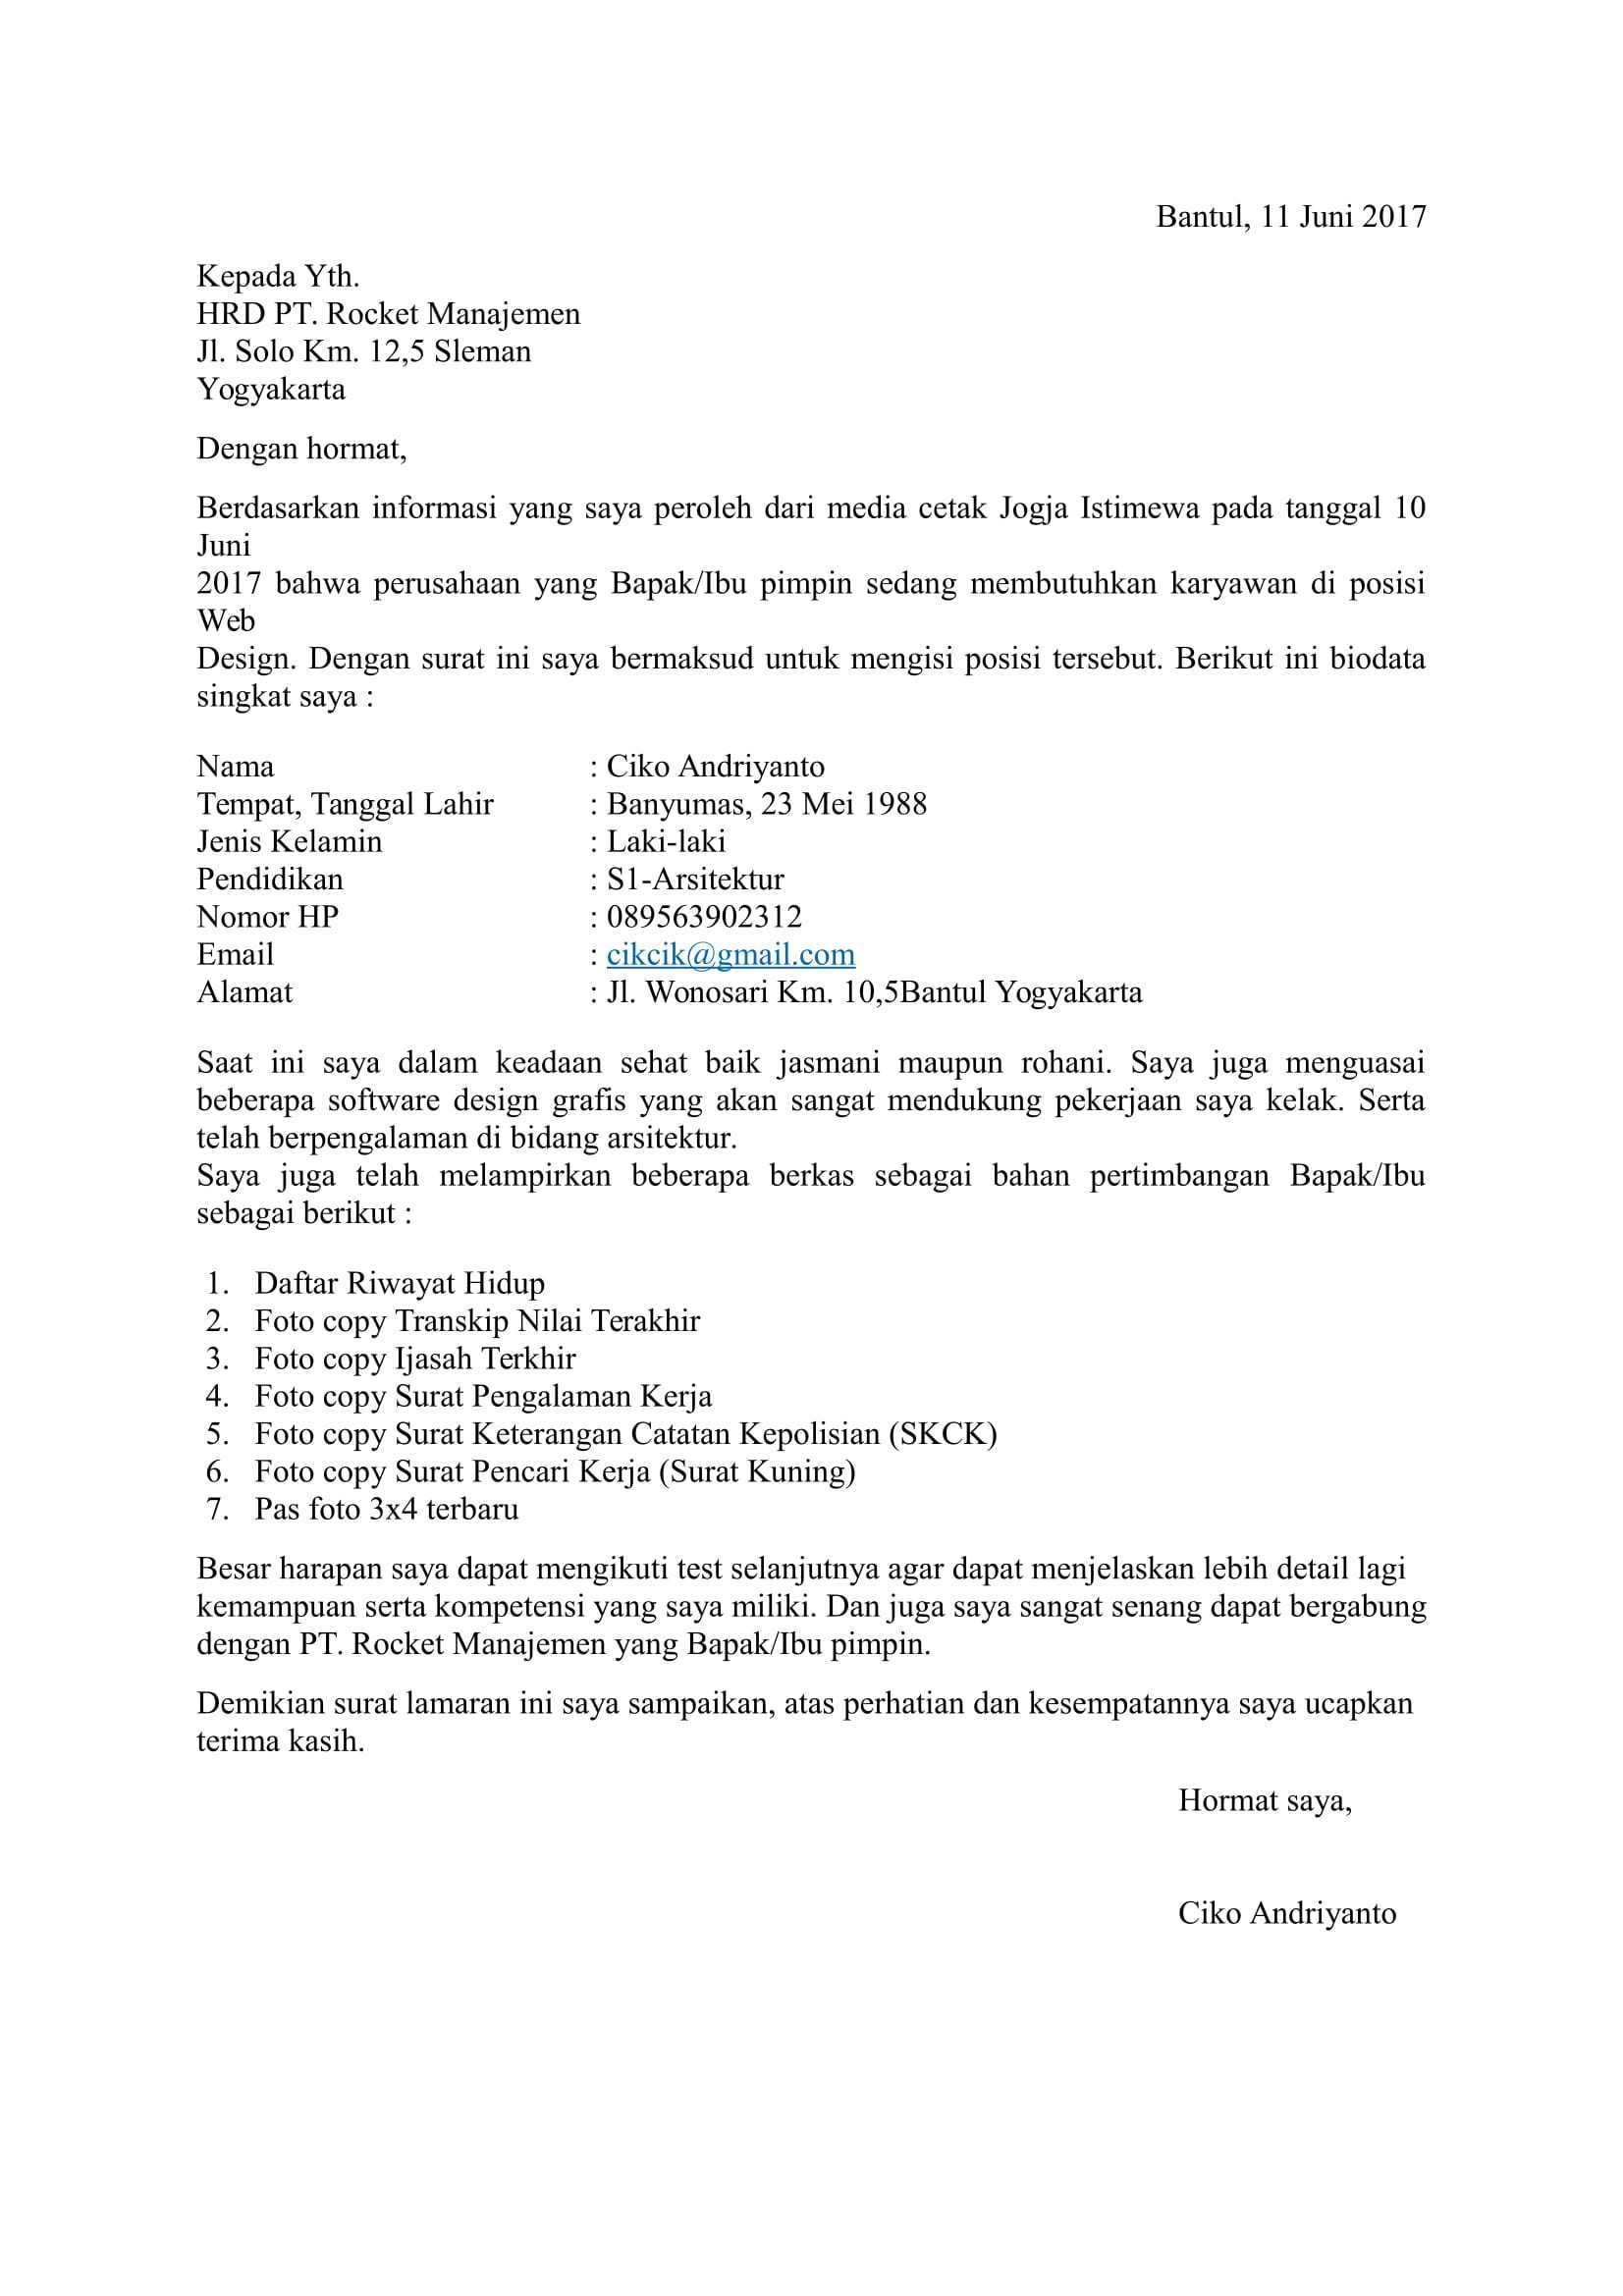 Bantul, 11 Juni 2017
Kepada Yth.
HRD PT. Rocket Manajemen
Jl. Solo Km. 12,5 Sleman
Yogyakarta
Dengan hormat,
Berdasarkan informasi yang saya peroleh dari media cetak Jogja Istimewa pada tanggal 10
Juni
2017 bahwa perusahaan yang Bapak/Ibu pimpin sedang membutuhkan karyawan di posisi
Web
Design. Dengan surat ini saya bermaksud untuk mengisi posisi tersebut. Berikut ini biodata
singkat saya :
Nama : Ciko Andriyanto
Tempat, Tanggal Lahir : Banyumas, 23 Mei 1988
Jenis Kelamin : Laki-laki
Pendidikan : S1-Arsitektur
Nomor HP : 089563902312
Email : cikcik@gmail.com
Alamat : Jl. Wonosari Km. 10,5Bantul Yogyakarta
Saat ini saya dalam keadaan sehat baik jasmani maupun rohani. Saya juga menguasai
beberapa software design grafis yang akan sangat mendukung pekerjaan saya kelak. Serta
telah berpengalaman di bidang arsitektur.
Saya juga telah melampirkan beberapa berkas sebagai bahan pertimbangan Bapak/Ibu
sebagai berikut :
1. Daftar Riwayat Hidup
2. Foto copy Transkip Nilai Terakhir
3. Foto copy Ijasah Terkhir
4. Foto copy Surat Pengalaman Kerja
5. Foto copy Surat Keterangan Catatan Kepolisian (SKCK)
6. Foto copy Surat Pencari Kerja (Surat Kuning)
7. Pas foto 3x4 terbaru
Besar harapan saya dapat mengikuti test selanjutnya agar dapat menjelaskan lebih detail lagi
kemampuan serta kompetensi yang saya miliki. Dan juga saya sangat senang dapat bergabung
dengan PT. Rocket Manajemen yang Bapak/Ibu pimpin.
Demikian surat lamaran ini saya sampaikan, atas perhatian dan kesempatannya saya ucapkan
terima kasih.
Hormat saya,
Ciko Andriyanto